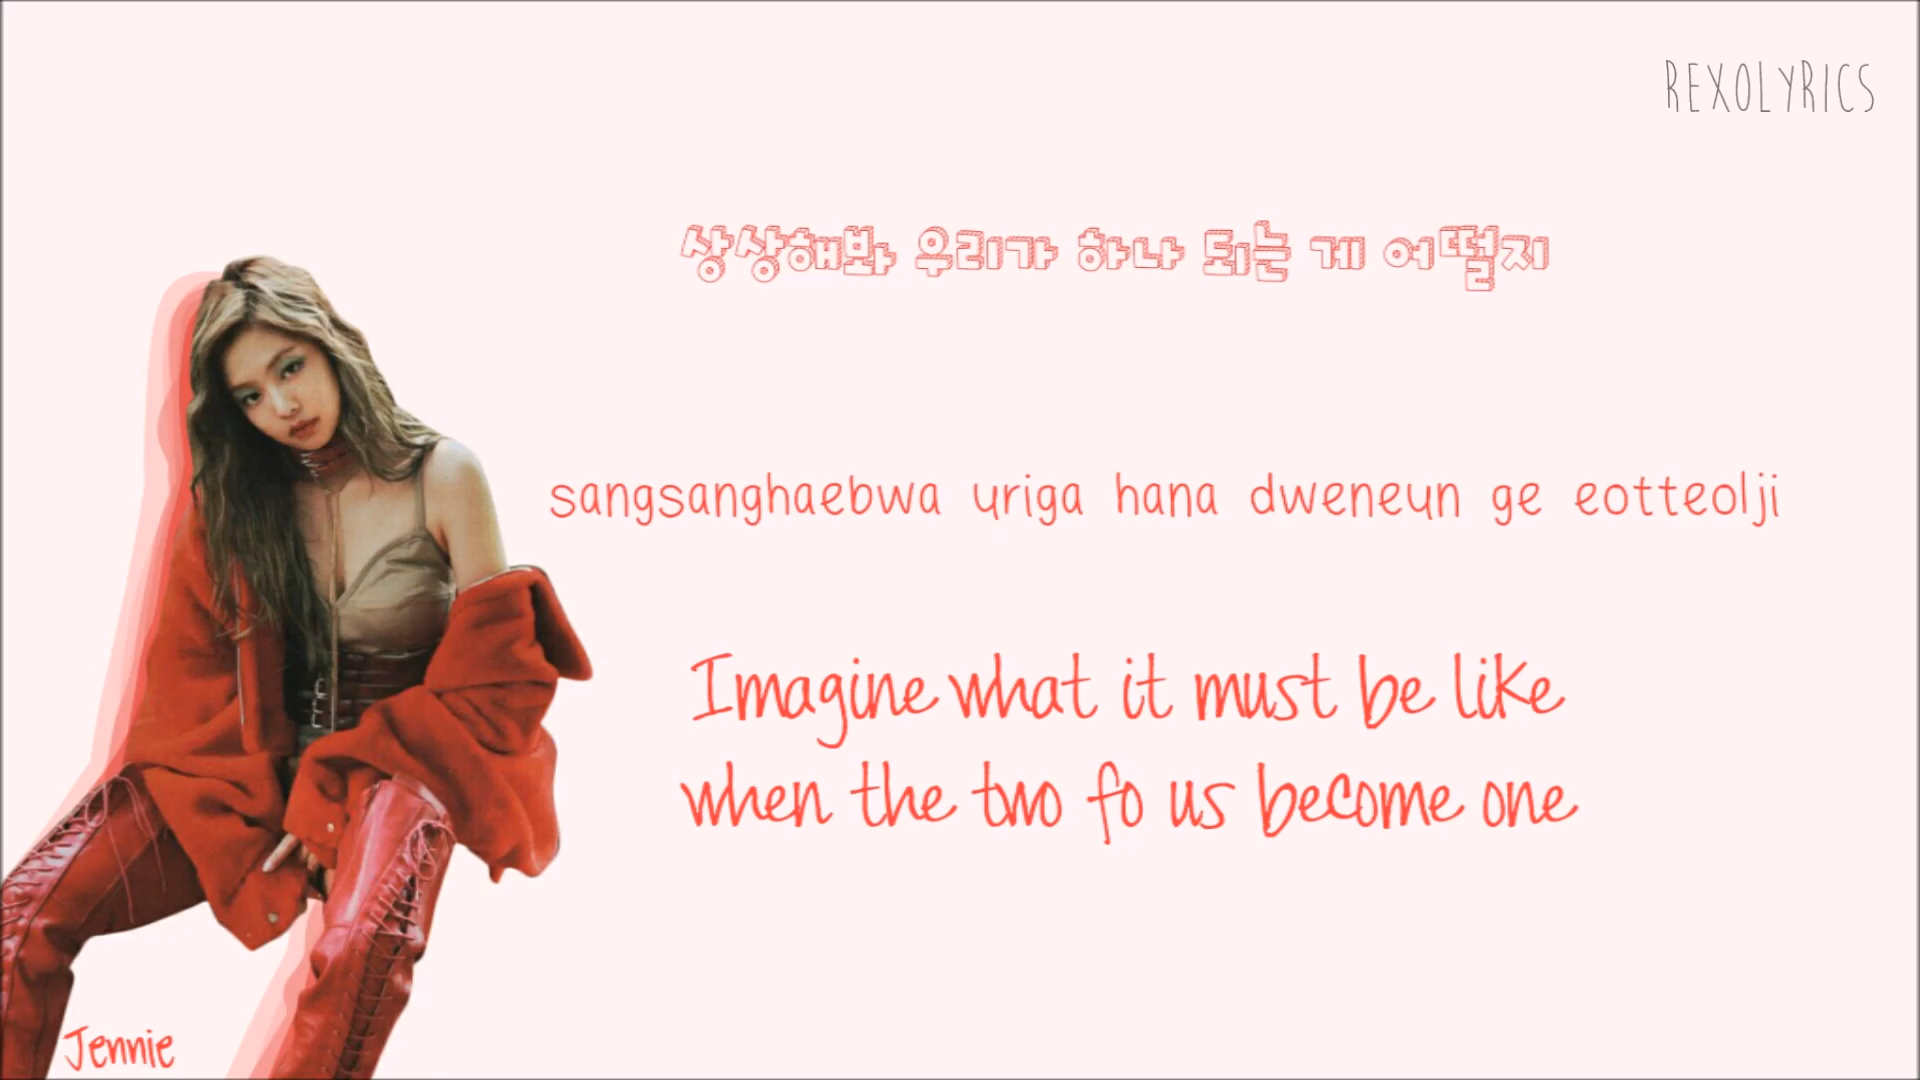 REXOLYRICS
상상해봐 우리가 하나 되는 게 어떨지
sangsanghaebwa uriga hana dweneun ge eotteolji
Imagine what it must be like
when the two fo us become one
Jennie